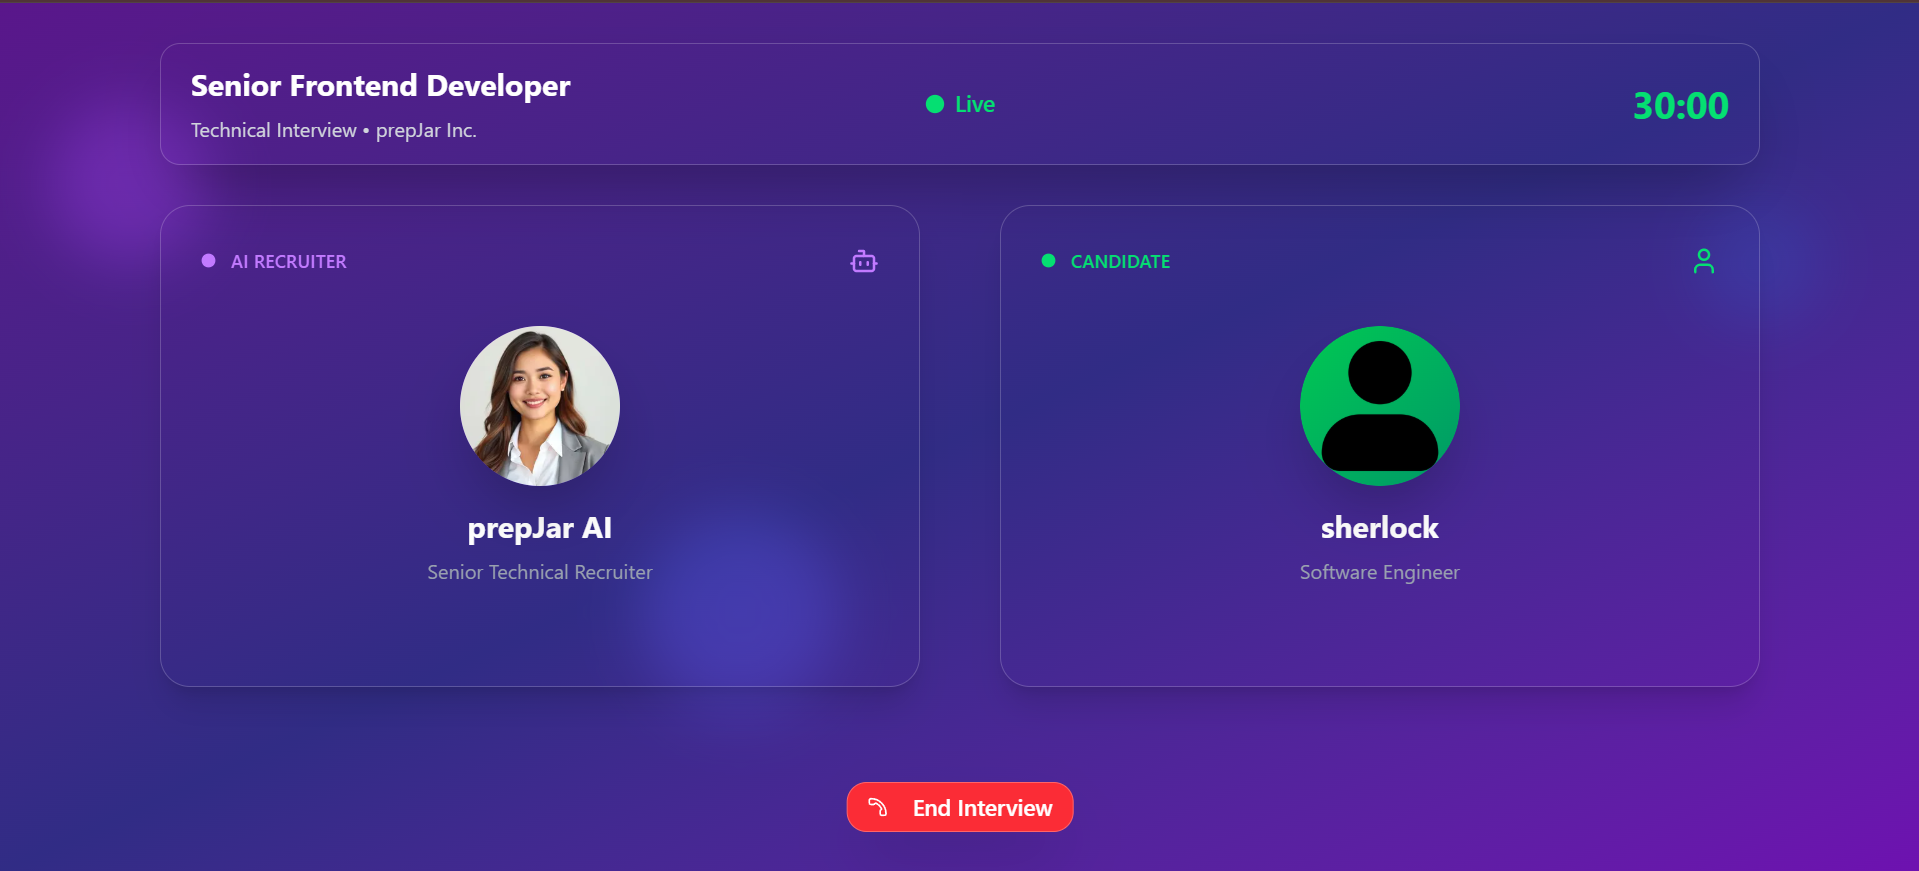 Senior Frontend Developer
Technical Interview • prepJar Inc.
Live
30:00
AI RECRUITER
prepJar AI
Senior Technical Recruiter
CANDIDATE
sherlock
Software Engineer
End Interview